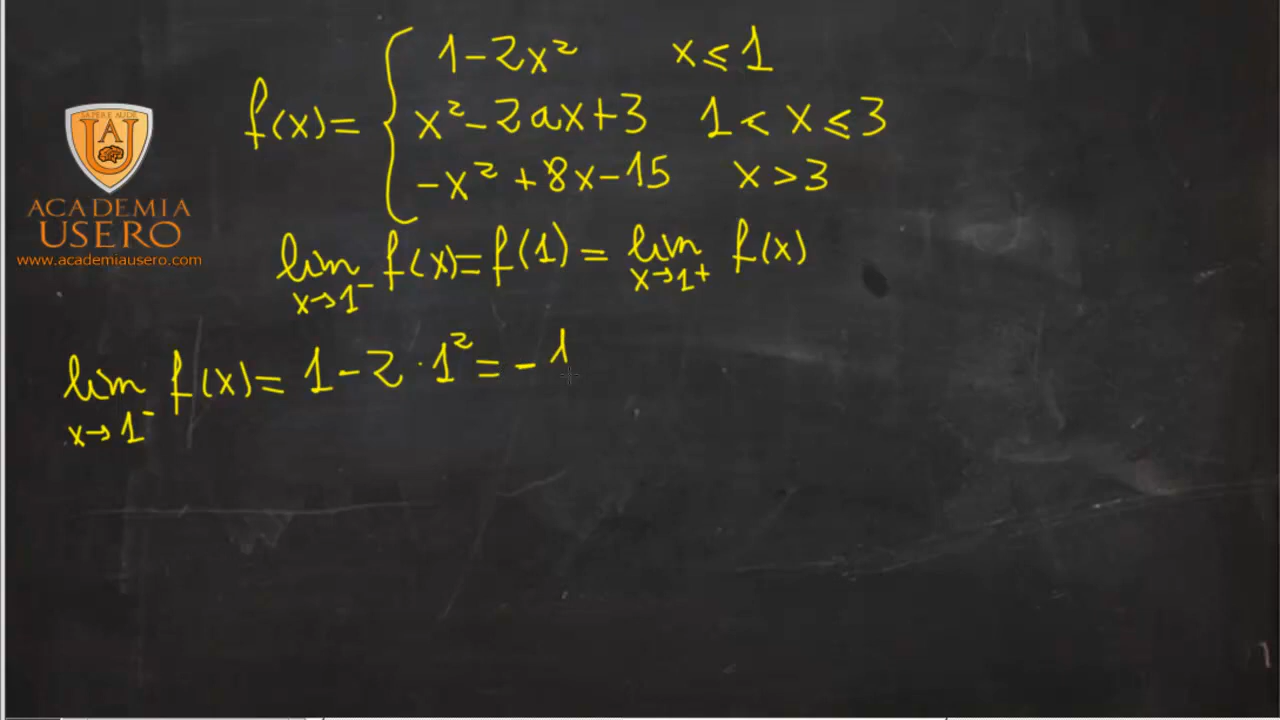 f(x)= { 1-2x² x≤1
x²-2ax+3 1<x≤3
-x²+8x-15 x>3
SAPERE AUDE
UA
ACADEMIA
USERO
www.academiausero.com
lim x→1⁻ f(x)=f(1)=lim x→1⁺ f(x)
lim x→1⁻ f(x)=1-2·1²=-1